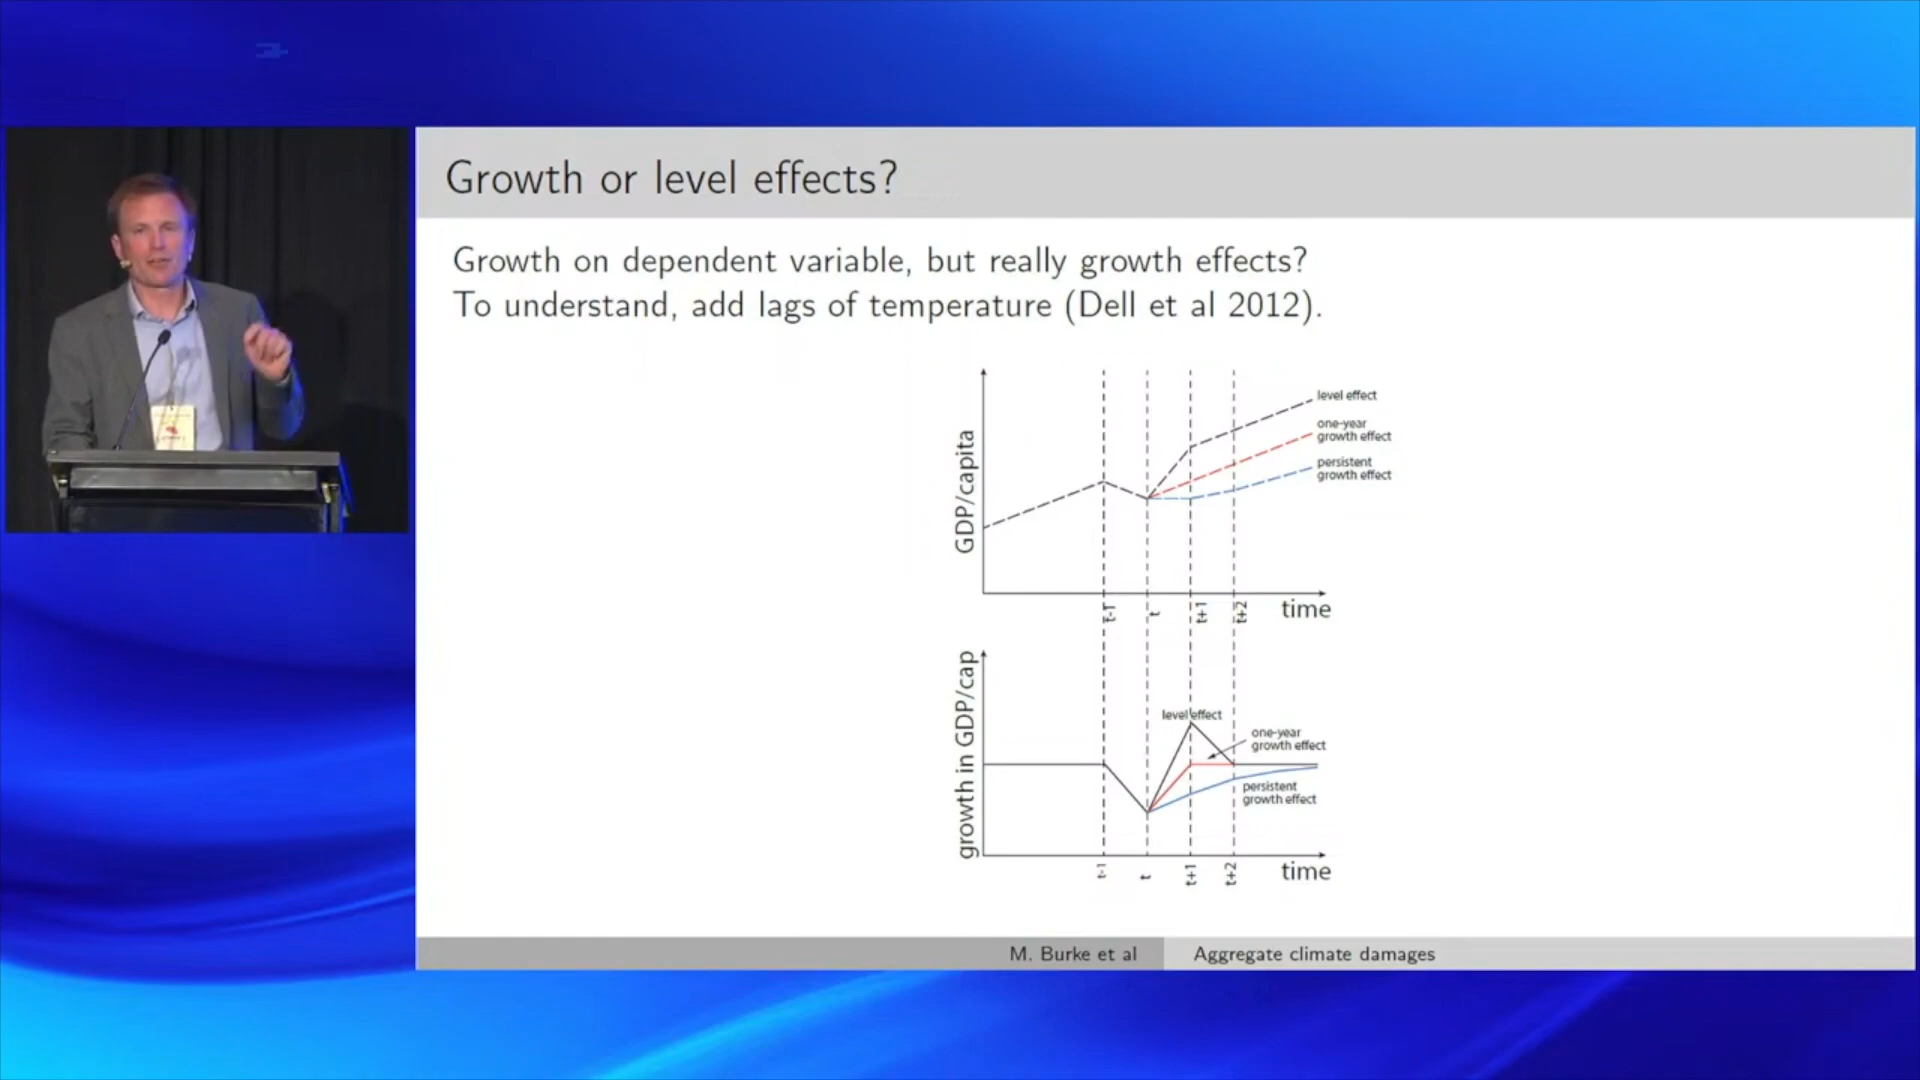 Growth or level effects?
Growth on dependent variable, but really growth effects?
To understand, add lags of temperature (Dell et al 2012).
GDP/capita
level effect
one-year
growth effect
persistent
growth effect
t-1
t
t+1
t+2
time
growth in GDP/cap
level effect
one-year
growth effect
persistent
growth effect
t-1
t
t+1
t+2
time
M. Burke et al
Aggregate climate damages